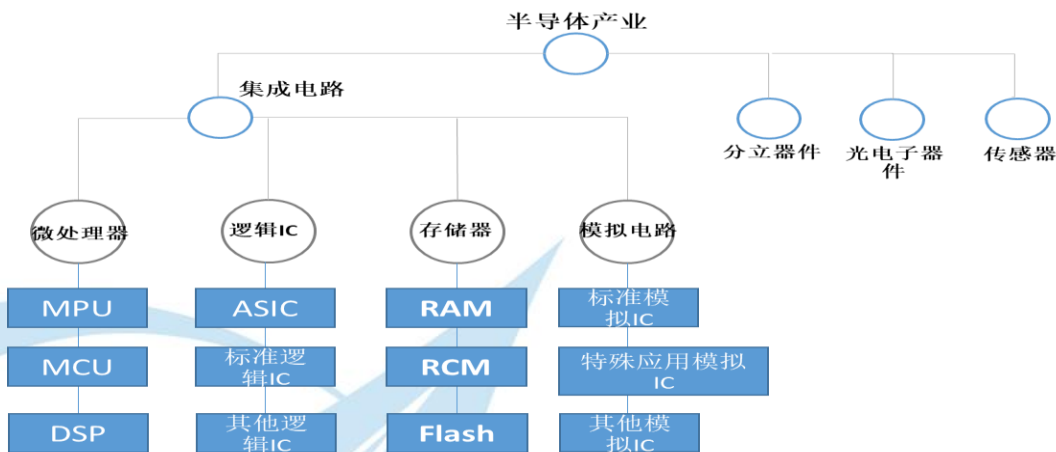 半导体产业
集成电路
分立器件
光电子器
件
传感器
微处理器
逻辑IC
存储器
模拟电路
MPU
ASIC
RAM
标准模
拟IC
MCU
标准逻
辑IC
RCM
特殊应用模拟
IC
DSP
其他逻
辑IC
Flash
其他模
拟IC